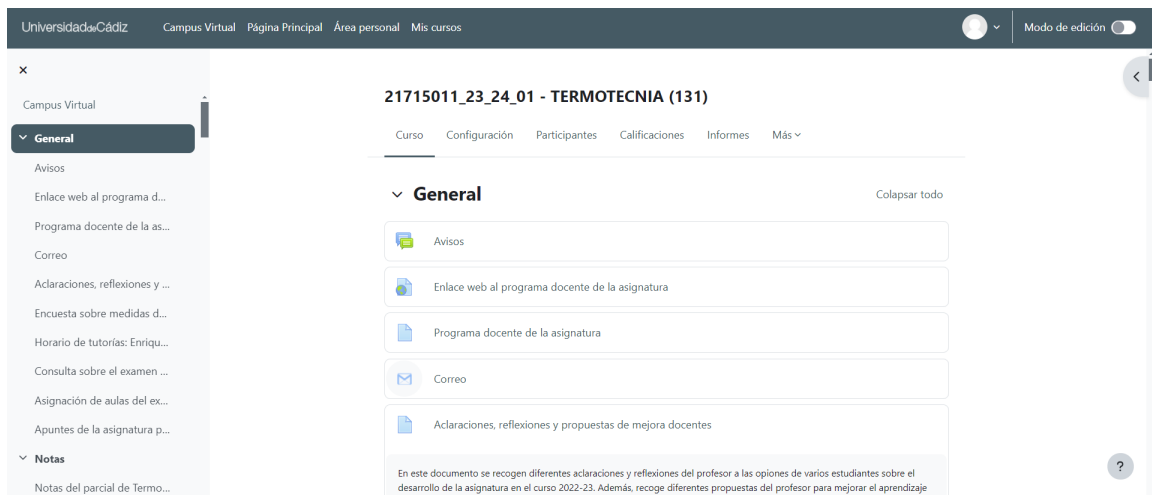 UniversidaddeCádiz
Campus Virtual Página Principal Área personal Mis cursos
Modo de edición
Campus Virtual
General
Avisos
Enlace web al programa d...
Programa docente de la as...
Correo
Aclaraciones, reflexiones y ...
Encuesta sobre medidas d...
Horario de tutorías: Enriqu...
Consulta sobre el examen ...
Asignación de aulas del ex...
Apuntes de la asignatura p...
Notas
Notas del parcial de Termo...
21715011_23_24_01 - TERMOTECNIA (131)
Curso Configuración Participantes Calificaciones Informes Más
General
Colapsar todo
Avisos
Enlace web al programa docente de la asignatura
Programa docente de la asignatura
Correo
Aclaraciones, reflexiones y propuestas de mejora docentes
En este documento se recogen diferentes aclaraciones y reflexiones del profesor a las opiones de varios estudiantes sobre el
desarrollo de la asignatura en el curso 2022-23. Además, recoge diferentes propuestas del profesor para mejorar el aprendizaje
?